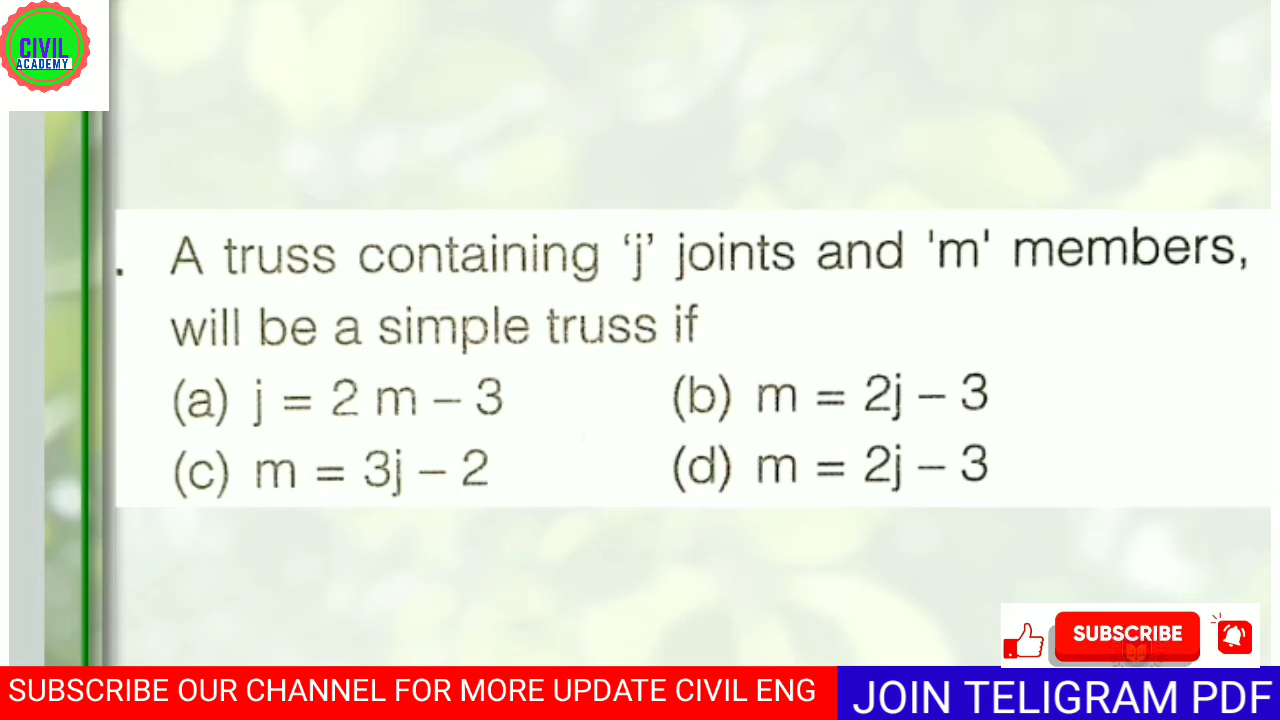 CIVIL
ACADEMY
. A truss containing ‘j’ joints and 'm' members,
will be a simple truss if
(a) j = 2 m – 3 (b) m = 2j – 3
(c) m = 3j – 2 (d) m = 2j – 3
SUBSCRIBE
SUBSCRIBE OUR CHANNEL FOR MORE UPDATE CIVIL ENG
JOIN TELIGRAM PDF